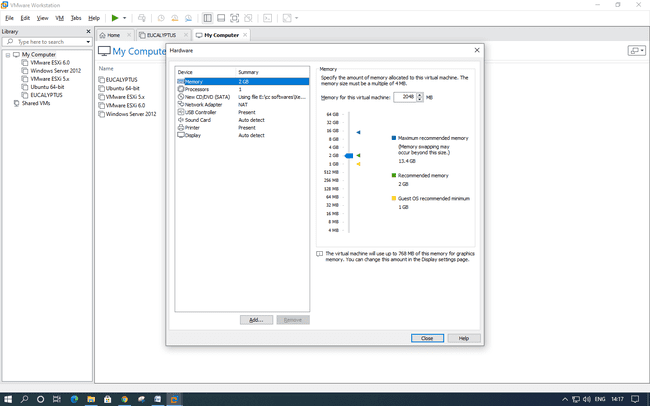 VMware Workstation
File Edit View VM Tabs Help
Library
Type here to search
My Computer
VMware ESXi 6.0
Windows Server 2012
VMware ESXi 5.x
Ubuntu 64-bit
EUCALYPTUS
Shared VMs
Home
EUCALYPTUS
My Computer
My Compute
Name
EUCALYPTUS
Ubuntu 64-bit
VMware ESXi 5.x
VMware ESXi 6.0
Windows Server 2012
Hardware
Device Summary
Memory 2 GB
Processors 1
New CD/DVD (SATA) Using file E:\cc softwares\Xe...
Network Adapter NAT
USB Controller Present
Sound Card Auto detect
Printer Present
Display Auto detect
Add...
Remove
Memory
Specify the amount of memory allocated to this virtual machine. The
memory size must be a multiple of 4 MB.
Memory for this virtual machine: 2048 MB
64 GB
32 GB
16 GB
8 GB
4 GB
2 GB
1 GB
512 MB
256 MB
128 MB
64 MB
32 MB
16 MB
8 MB
4 MB
Maximum recommended memory
(Memory swapping may
occur beyond this size.)
13.4 GB
Recommended memory
2 GB
Guest OS recommended minimum
1 GB
The virtual machine will use up to 768 MB of this memory for graphics
memory. You can change this amount in the Display settings page.
Close
Help
ENG 14:17